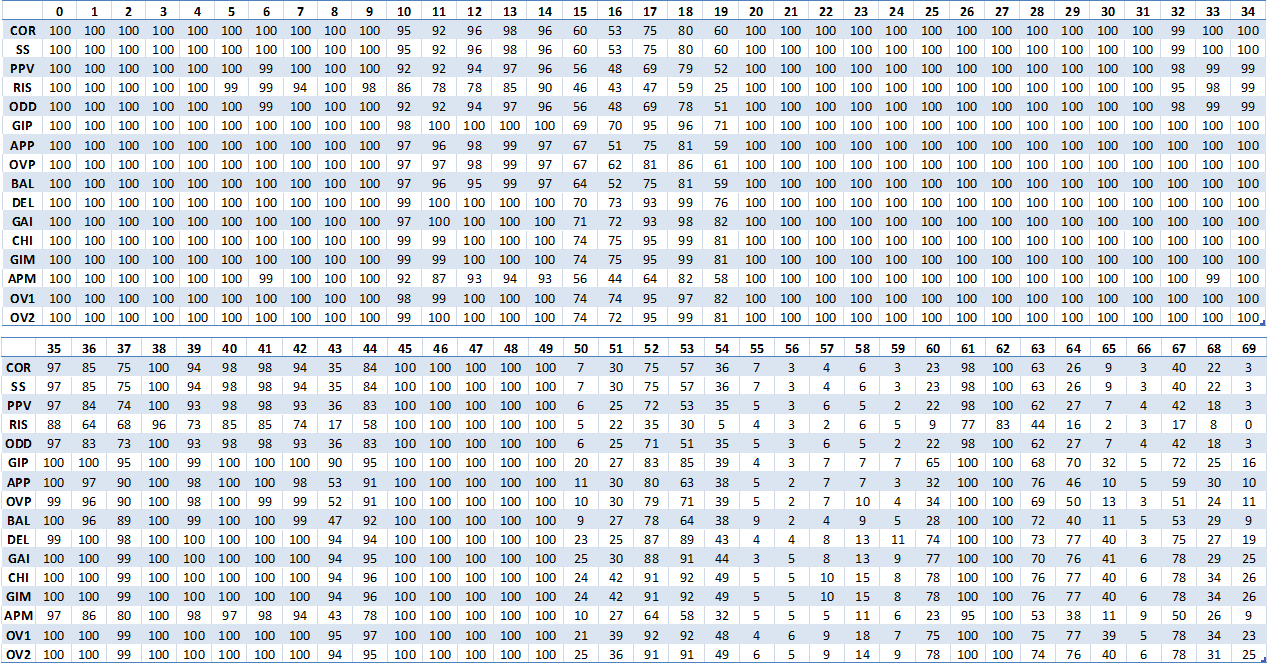 0 1 2 3 4 5 6 7 8 9 10 11 12 13 14 15 16 17 18 19 20 21 22 23 24 25 26 27 28 29 30 31 32 33 34
COR 100 100 100 100 100 100 100 100 100 100 95 92 96 98 96 60 53 75 80 60 100 100 100 100 100 100 100 100 100 100 100 100 99 100 100
SS 100 100 100 100 100 100 100 100 100 100 95 92 96 98 96 60 53 75 80 60 100 100 100 100 100 100 100 100 100 100 100 100 99 100 100
PPV 100 100 100 100 100 100 99 100 100 100 92 92 94 97 96 56 48 69 79 52 100 100 100 100 100 100 100 100 100 100 100 100 98 99 99
RIS 100 100 100 100 100 99 99 94 100 98 86 78 78 85 90 46 43 47 59 25 100 100 100 100 100 100 100 100 100 100 100 100 95 98 99
ODD 100 100 100 100 100 100 99 100 100 100 92 92 94 97 96 56 48 69 78 51 100 100 100 100 100 100 100 100 100 100 100 100 98 99 99
GIP 100 100 100 100 100 100 100 100 100 100 98 100 100 100 100 69 70 95 96 71 100 100 100 100 100 100 100 100 100 100 100 100 100 100 100
APP 100 100 100 100 100 100 100 100 100 100 97 96 98 99 97 67 51 75 81 59 100 100 100 100 100 100 100 100 100 100 100 100 100 100 100
OVP 100 100 100 100 100 100 100 100 100 100 97 97 98 99 97 67 62 81 86 61 100 100 100 100 100 100 100 100 100 100 100 100 100 100 100
BAL 100 100 100 100 100 100 100 100 100 100 97 96 95 99 97 64 52 75 81 59 100 100 100 100 100 100 100 100 100 100 100 100 100 100 100
DEL 100 100 100 100 100 100 100 100 100 100 99 100 100 100 100 70 73 93 99 76 100 100 100 100 100 100 100 100 100 100 100 100 100 100 100
GAI 100 100 100 100 100 100 100 100 100 100 97 100 100 100 100 71 72 93 98 82 100 100 100 100 100 100 100 100 100 100 100 100 100 100 100
CHI 100 100 100 100 100 100 100 100 100 100 99 99 100 100 100 74 75 95 99 81 100 100 100 100 100 100 100 100 100 100 100 100 100 100 100
GIM 100 100 100 100 100 100 100 100 100 100 99 99 100 100 100 74 75 95 99 81 100 100 100 100 100 100 100 100 100 100 100 100 100 100 100
APM 100 100 100 100 100 100 99 100 100 100 92 87 93 94 93 56 44 64 82 58 100 100 100 100 100 100 100 100 100 100 100 100 100 99 100
OV1 100 100 100 100 100 100 100 100 100 100 98 99 100 100 100 74 74 95 97 82 100 100 100 100 100 100 100 100 100 100 100 100 100 100 100
OV2 100 100 100 100 100 100 100 100 100 100 99 100 100 100 100 74 72 95 99 81 100 100 100 100 100 100 100 100 100 100 100 100 100 100 100
35 36 37 38 39 40 41 42 43 44 45 46 47 48 49 50 51 52 53 54 55 56 57 58 59 60 61 62 63 64 65 66 67 68 69
COR 97 85 75 100 94 98 98 94 35 84 100 100 100 100 100 7 30 75 57 36 7 3 4 6 3 23 98 100 63 26 9 3 40 22 3
SS 97 85 75 100 94 98 98 94 35 84 100 100 100 100 100 7 30 75 57 36 7 3 4 6 3 23 98 100 63 26 9 3 40 22 3
PPV 97 84 74 100 93 98 98 93 36 83 100 100 100 100 100 6 25 72 53 35 5 3 6 5 2 22 98 100 62 27 7 4 42 18 3
RIS 88 64 68 96 73 85 85 74 17 58 100 100 100 100 100 5 22 35 30 5 4 3 2 6 5 9 77 83 44 16 2 3 17 8 0
ODD 97 83 73 100 93 98 98 93 36 83 100 100 100 100 100 6 25 71 51 35 5 3 6 5 2 22 98 100 62 27 7 4 42 18 3
GIP 100 100 95 100 99 100 100 100 90 95 100 100 100 100 100 20 27 83 85 39 4 3 7 7 7 65 100 100 68 70 32 5 72 25 16
APP 100 97 90 100 98 100 100 98 53 91 100 100 100 100 100 11 30 80 63 38 5 2 7 7 3 32 100 100 76 46 10 5 59 30 10
OVP 99 96 90 100 98 100 99 99 52 91 100 100 100 100 100 10 30 79 71 39 5 2 7 10 4 34 100 100 69 50 13 3 51 24 11
BAL 100 96 89 100 99 100 100 99 47 92 100 100 100 100 100 9 27 78 64 38 9 2 4 9 5 28 100 100 72 40 11 5 53 29 9
DEL 99 100 98 100 100 100 100 100 94 94 100 100 100 100 100 23 25 87 89 43 4 4 8 13 11 74 100 100 73 77 40 3 75 27 19
GAI 100 100 99 100 100 100 100 100 94 95 100 100 100 100 100 25 30 88 91 44 3 5 8 13 9 77 100 100 70 76 41 6 78 29 25
CHI 100 100 99 100 100 100 100 100 94 96 100 100 100 100 100 24 42 91 92 49 5 5 10 15 8 78 100 100 76 77 40 6 78 34 26
GIM 100 100 99 100 100 100 100 100 94 96 100 100 100 100 100 24 42 91 92 49 5 5 10 15 8 78 100 100 76 77 40 6 78 34 26
APM 97 86 80 100 98 97 98 94 43 78 100 100 100 100 100 10 27 64 58 32 5 5 5 11 6 23 95 100 53 38 11 9 50 26 9
OV1 100 100 99 100 100 100 100 100 95 97 100 100 100 100 100 21 39 92 92 48 4 6 9 18 7 75 100 100 75 77 39 5 78 34 23
OV2 100 100 99 100 100 100 100 100 94 95 100 100 100 100 100 25 36 91 91 49 6 5 9 14 9 78 100 100 74 76 40 6 78 31 25